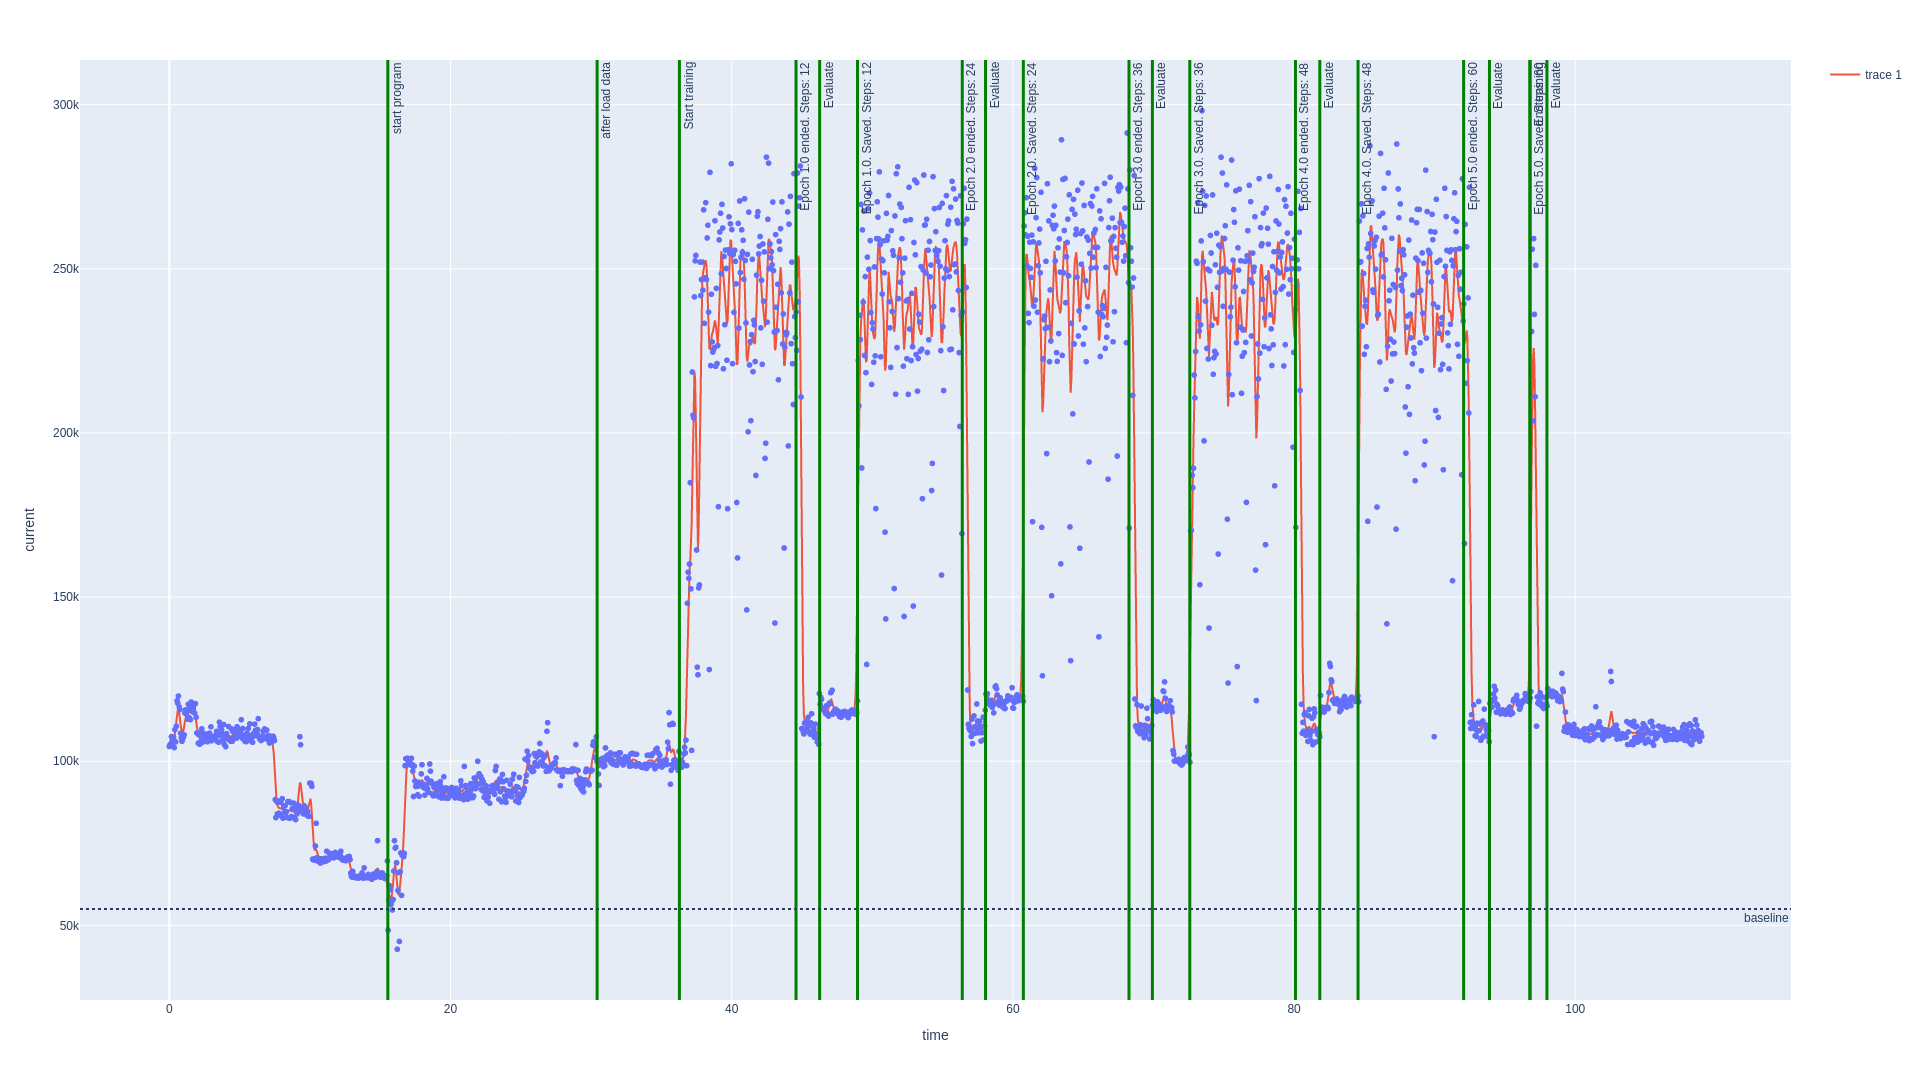 start program
after load data
Start training
Epoch 1.0 ended. Steps: 12
Evaluate
Epoch 1.0. Saved. Steps: 12
Epoch 2.0 ended. Steps: 24
Evaluate
Epoch 2.0. Saved. Steps: 24
Epoch 3.0 ended. Steps: 36
Evaluate
Epoch 3.0. Saved. Steps: 36
Epoch 4.0 ended. Steps: 48
Evaluate
Epoch 4.0. Saved. Steps: 48
Epoch 5.0 ended. Steps: 60
Evaluate
Epoch 5.0. Saved.
Evaluate
trace 1
300k
250k
200k
150k
100k
50k
current
baseline
0
20
40
60
80
100
time